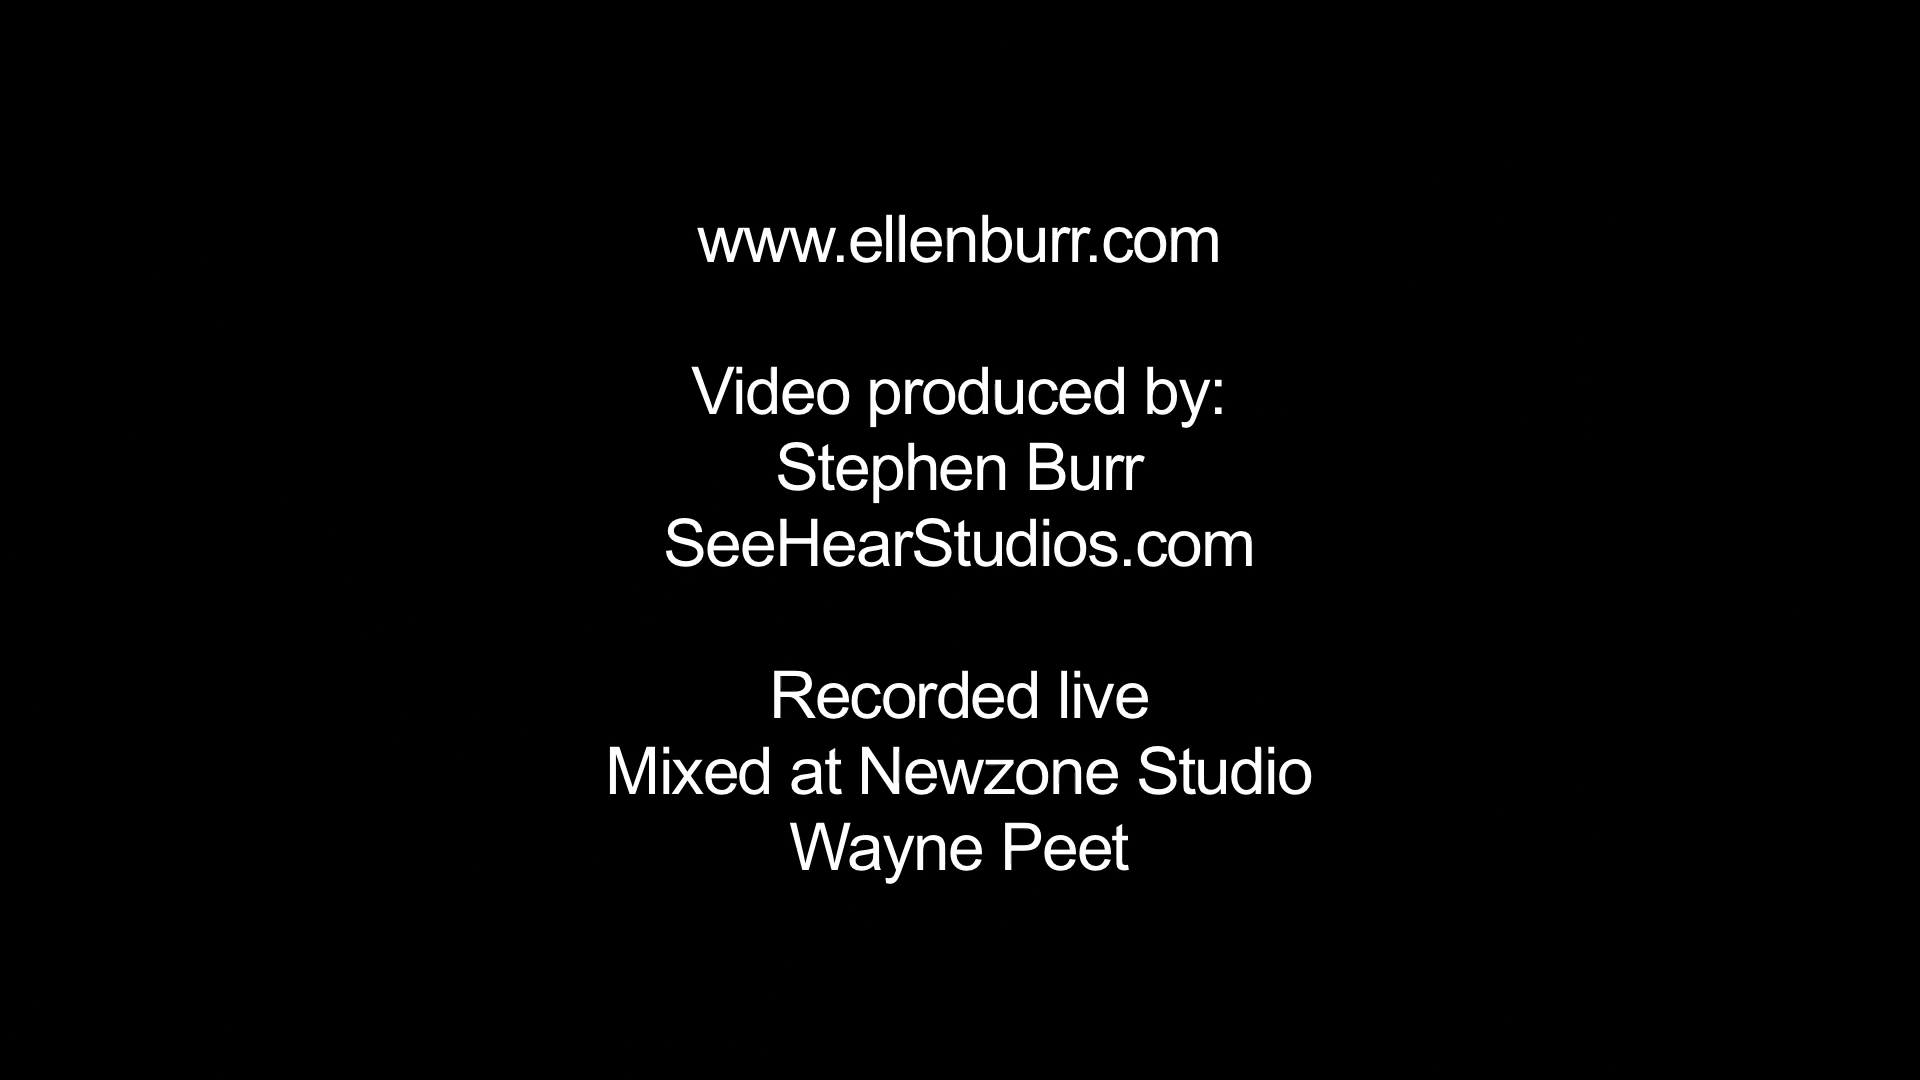 www.ellenburr.com
Video produced by:
Stephen Burr
SeeHearStudios.com
Recorded live
Mixed at Newzone Studio
Wayne Peet